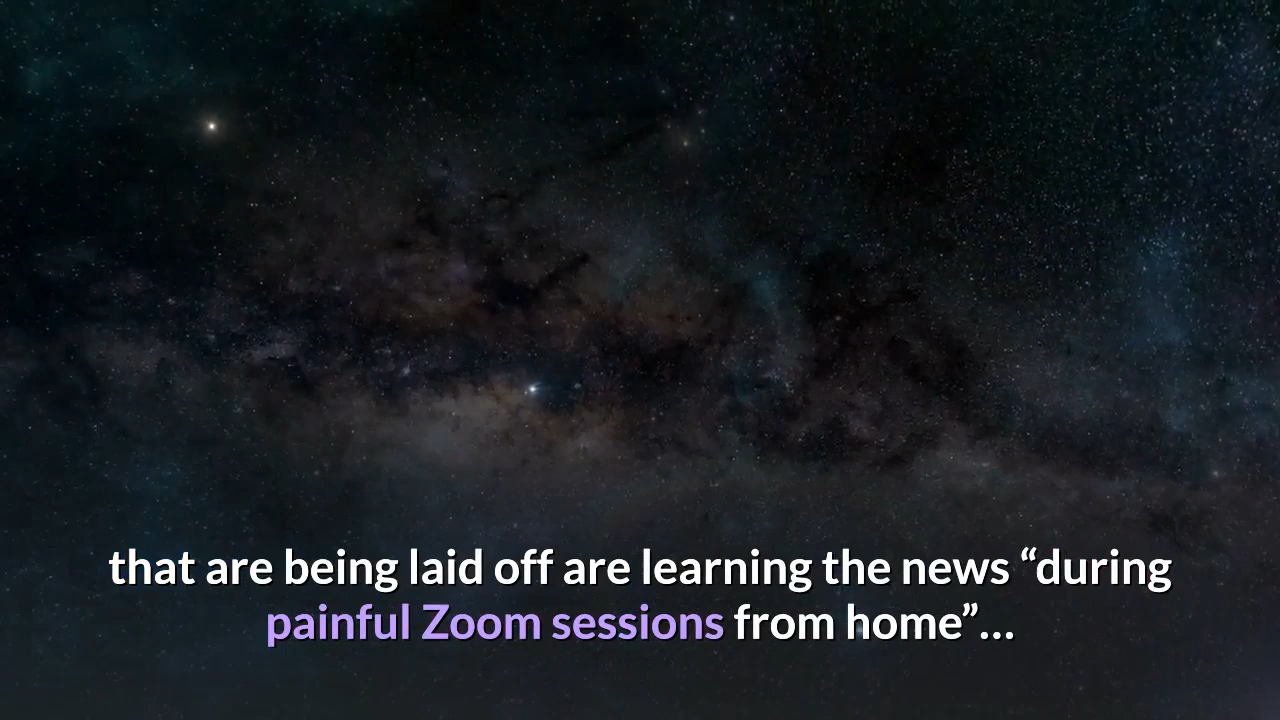 that are being laid off are learning the news “during
painful Zoom sessions from home”...